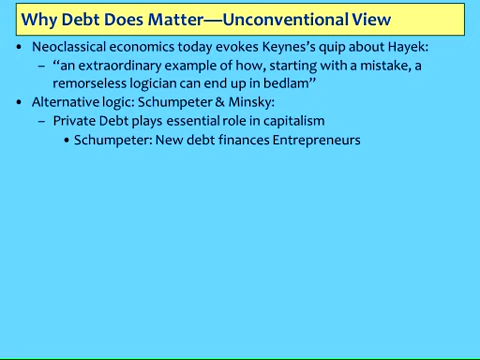 Why Debt Does Matter—Unconventional View
• Neoclassical economics today evokes Keynes's quip about Hayek:
– "an extraordinary example of how, starting with a mistake, a
remorseless logician can end up in bedlam"
• Alternative logic: Schumpeter & Minsky:
– Private Debt plays essential role in capitalism
• Schumpeter: New debt finances Entrepreneurs